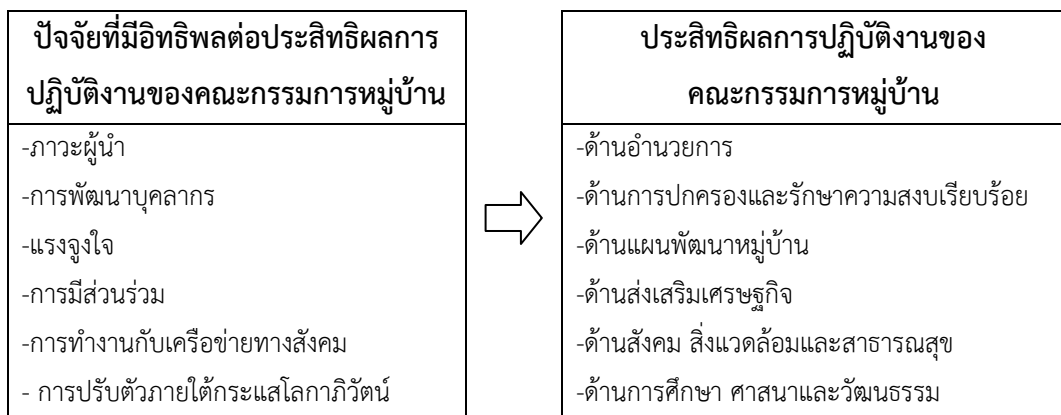 ปัจจัยที่มีอิทธิพลต่อประสิทธิผลการ
ปฏิบัติงานของคณะกรรมการหมู่บ้าน
-ภาวะผู้นำ
-การพัฒนาบุคลากร
-แรงจูงใจ
-การมีส่วนร่วม
-การทำงานกับเครือข่ายทางสังคม
- การปรับตัวภายใต้กระแสโลกาภิวัตน์
ประสิทธิผลการปฏิบัติงานของ
คณะกรรมการหมู่บ้าน
-ด้านอำนวยการ
-ด้านการปกครองและรักษาความสงบเรียบร้อย
-ด้านแผนพัฒนาหมู่บ้าน
-ด้านส่งเสริมเศรษฐกิจ
-ด้านสังคม สิ่งแวดล้อมและสาธารณสุข
-ด้านการศึกษา ศาสนาและวัฒนธรรม